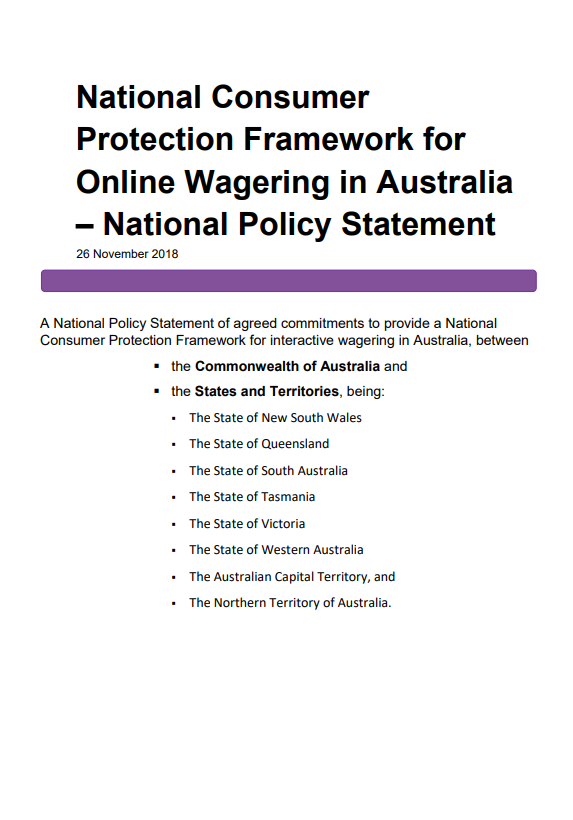 National Consumer
Protection Framework for
Online Wagering in Australia
– National Policy Statement
26 November 2018
A National Policy Statement of agreed commitments to provide a National
Consumer Protection Framework for interactive wagering in Australia, between
▪ the Commonwealth of Australia and
▪ the States and Territories, being:
▪ The State of New South Wales
▪ The State of Queensland
▪ The State of South Australia
▪ The State of Tasmania
▪ The State of Victoria
▪ The State of Western Australia
▪ The Australian Capital Territory, and
▪ The Northern Territory of Australia.